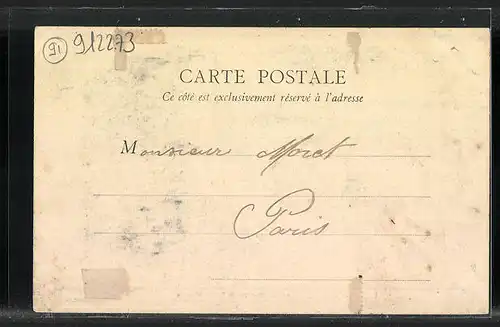 91 912273
CARTE POSTALE
Ce côté est exclusivement réservé à l'adresse
Monsieur Moret
Paris